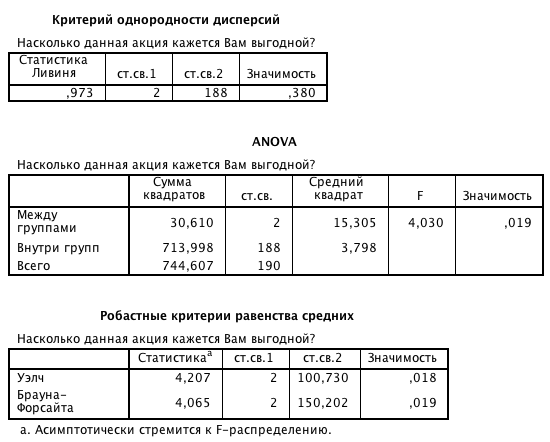 Критерий однородности дисперсий
Насколько данная акция кажется Вам выгодной?
Статистика Ливиня ст.св.1 ст.св.2 Значимость
,973 2 188 ,380
ANOVA
Насколько данная акция кажется Вам выгодной?
Сумма квадратов ст.св. Средний квадрат F Значимость
Между группами 30,610 2 15,305 4,030 ,019
Внутри групп 713,998 188 3,798
Всего 744,607 190
Робастные критерии равенства средних
Насколько данная акция кажется Вам выгодной?
Статистикаª ст.св.1 ст.св.2 Значимость
Уэлч 4,207 2 100,730 ,018
Брауна-Форсайта 4,065 2 150,202 ,019
а. Асимптотически стремится к F-распределению.